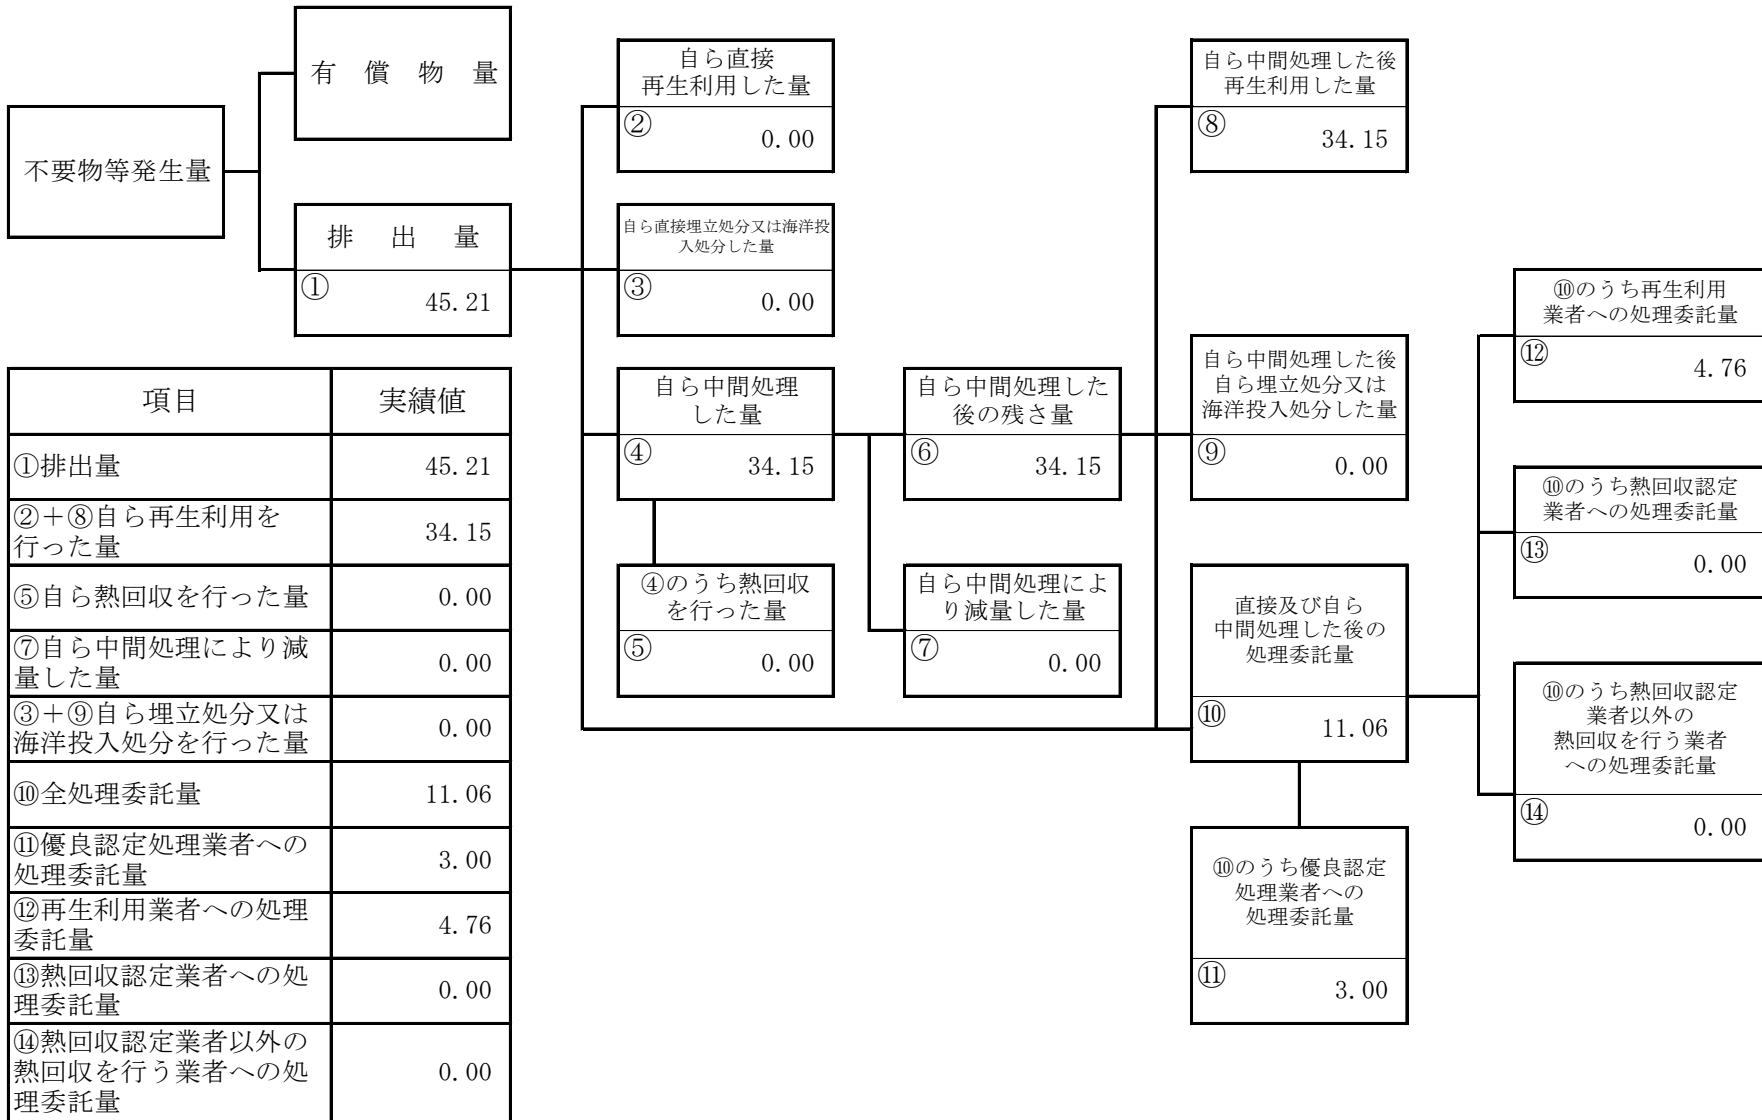 有 償 物 量
不要物等発生量
排 出 量
① 45.21
自ら直接
再生利用した量
② 0.00
自ら直接埋立処分又は海洋投
入処分した量
③ 0.00
自ら中間処理
した量
④ 34.15
④のうち熱回収
を行った量
⑤ 0.00
自ら中間処理した
後の残さ量
⑥ 34.15
自ら中間処理によ
り減量した量
⑦ 0.00
自ら中間処理した後
再生利用した量
⑧ 34.15
自ら中間処理した後
自ら埋立処分又は
海洋投入処分した量
⑨ 0.00
直接及び自ら
中間処理した後の
処理委託量
⑩ 11.06
⑩のうち優良認定
処理業者への
処理委託量
⑪ 3.00
⑩のうち再生利用
業者への処理委託量
⑫ 4.76
⑩のうち熱回収認定
業者への処理委託量
⑬ 0.00
⑩のうち熱回収認定
業者以外の
熱回収を行う業者
への処理委託量
⑭ 0.00
項目 実績値
①排出量 45.21
②＋⑧自ら再生利用を
行った量 34.15
⑤自ら熱回収を行った量 0.00
⑦自ら中間処理により減
量した量 0.00
③＋⑨自ら埋立処分又は
海洋投入処分を行った量 0.00
⑩全処理委託量 11.06
⑪優良認定処理業者への
処理委託量 3.00
⑫再生利用業者への処理
委託量 4.76
⑬熱回収認定業者への処
理委託量 0.00
⑭熱回収認定業者以外の
熱回収を行う業者への処
理委託量 0.00